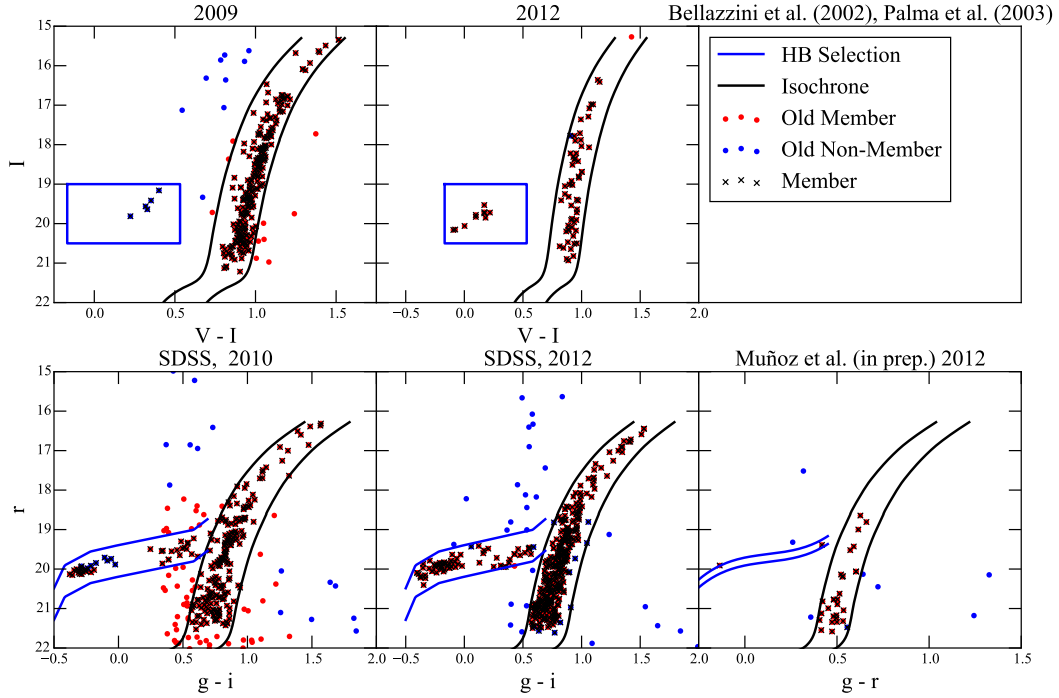 2009
2012
Bellazzini et al. (2002), Palma et al. (2003)
15
16
17
18
19
20
21
22
I
0.0
0.5
1.0
1.5
V - I
−0.5
0.0
0.5
1.0
1.5
V - I
HB Selection
Isochrone
Old Member
Old Non-Member
Member
SDSS, 2010
SDSS, 2012
Muñoz et al. (in prep.) 2012
15
16
17
18
19
20
21
22
r
−0.5
0.0
0.5
1.0
1.5
2.0
g - i
−0.5
0.0
0.5
1.0
1.5
2.0
g - i
0.0
0.5
1.0
1.5
g - r